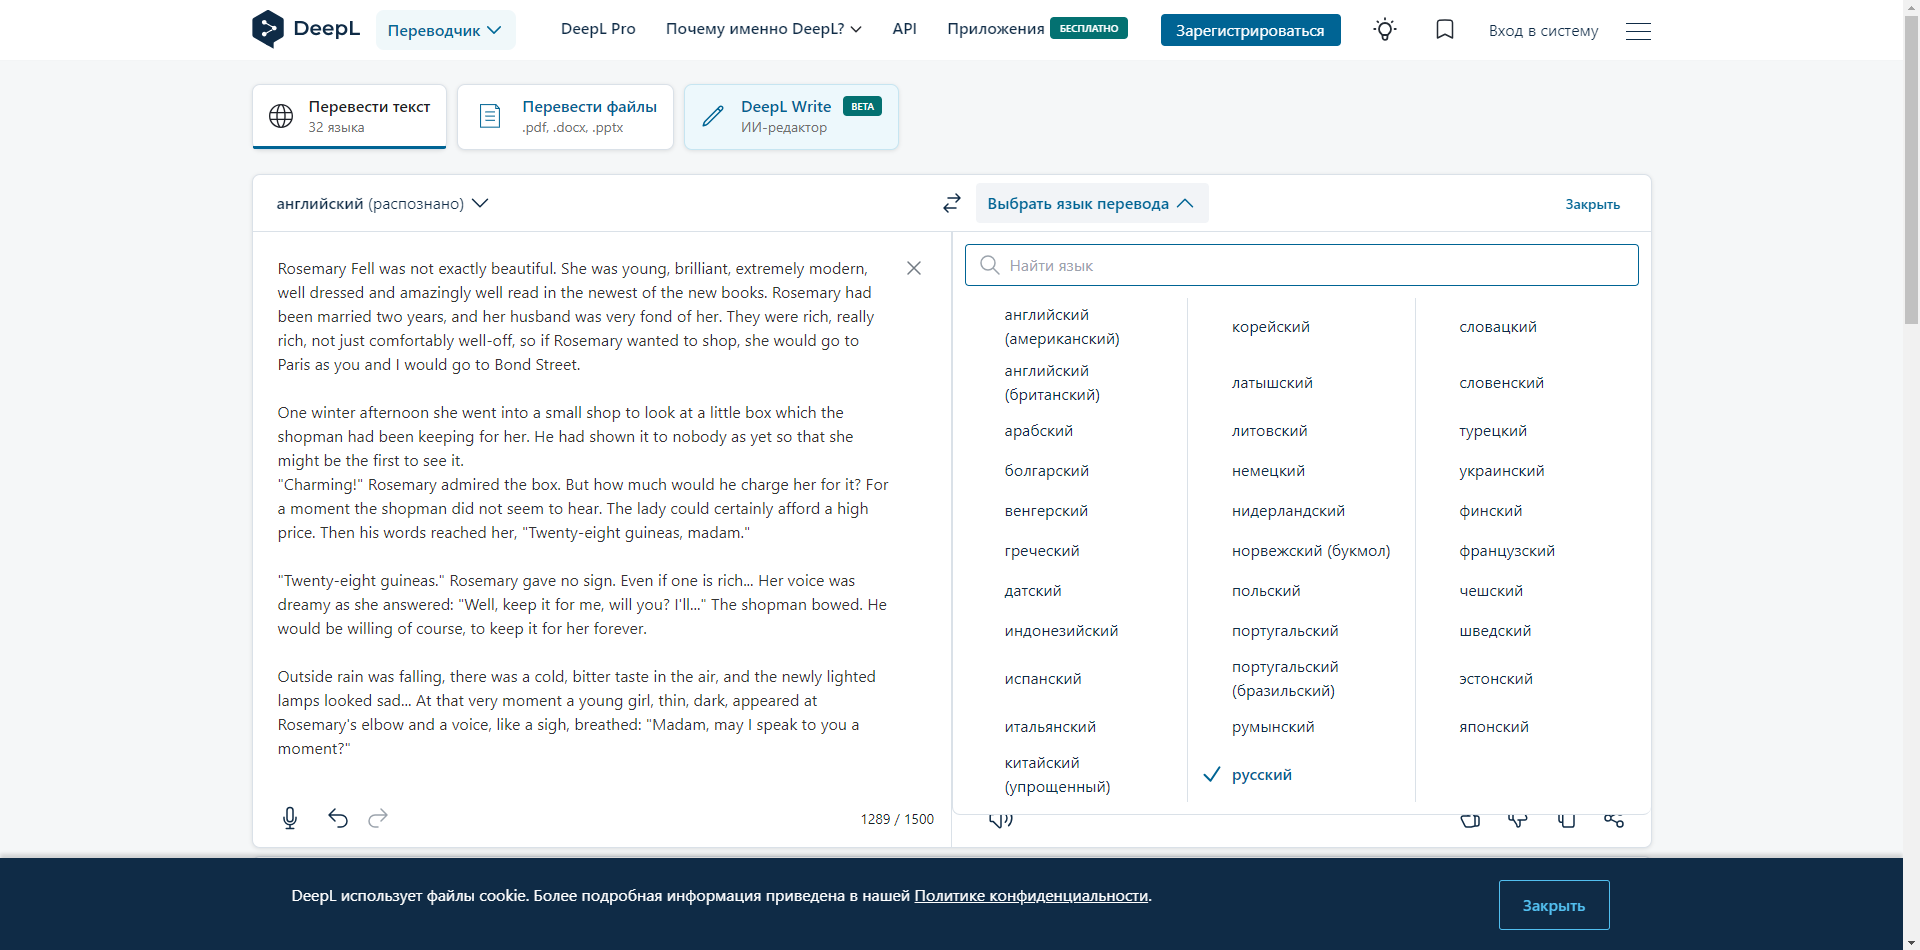 DeepL
Переводчик
DeepL Pro
Почему именно DeepL?
API
Приложения
БЕСПЛАТНО
Зарегистрироваться
Вход в систему
Перевести текст
32 языка
Перевести файлы
.pdf, .docx, .pptx
DeepL Write
BETA
ИИ-редактор
английский (распознано)
Выбрать язык перевода
Закрыть
Rosemary Fell was not exactly beautiful. She was young, brilliant, extremely modern,
well dressed and amazingly well read in the newest of the new books. Rosemary had
been married two years, and her husband was very fond of her. They were rich, really
rich, not just comfortably well-off, so if Rosemary wanted to shop, she would go to
Paris as you and I would go to Bond Street.
One winter afternoon she went into a small shop to look at a little box which the
shopman had been keeping for her. He had shown it to nobody as yet so that she
might be the first to see it.
"Charming!" Rosemary admired the box. But how much would he charge her for it? For
a moment the shopman did not seem to hear. The lady could certainly afford a high
price. Then his words reached her, "Twenty-eight guineas, madam."
"Twenty-eight guineas." Rosemary gave no sign. Even if one is rich... Her voice was
dreamy as she answered: "Well, keep it for me, will you? I'll..." The shopman bowed. He
would be willing of course, to keep it for her forever.
Outside rain was falling, there was a cold, bitter taste in the air, and the newly lighted
lamps looked sad... At that very moment a young girl, thin, dark, appeared at
Rosemary's elbow and a voice, like a sigh, breathed: "Madam, may I speak to you a
moment?"
1289 / 1500
Найти язык
английский
(американский)
английский
(британский)
арабский
болгарский
венгерский
греческий
датский
индонезийский
испанский
итальянский
китайский
(упрощенный)
корейский
латышский
литовский
немецкий
нидерландский
норвежский (букмол)
польский
португальский
португальский
(бразильский)
румынский
русский
словацкий
словенский
турецкий
украинский
финский
французский
чешский
шведский
эстонский
японский
DeepL использует файлы cookie. Более подробная информация приведена в нашей Политике конфиденциальности.
Закрыть